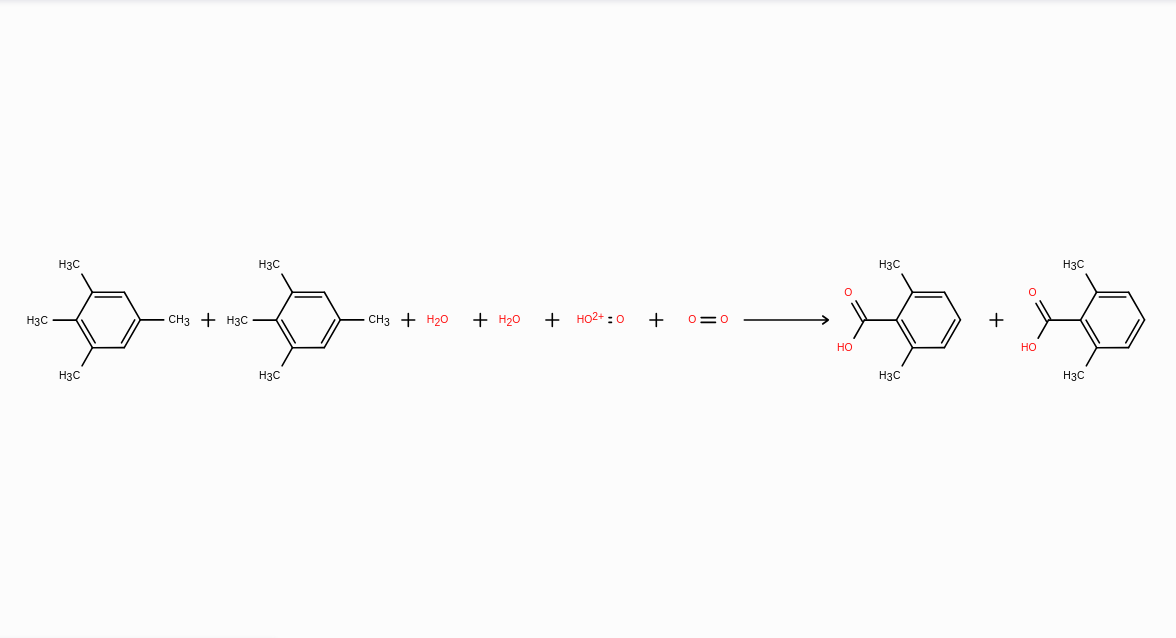 H3C H3C H3C H3C
O O
H3C CH3 + H3C CH3 + H2O + H2O + HO2+ O + O O + 
HO HO
H3C H3C H3C H3C